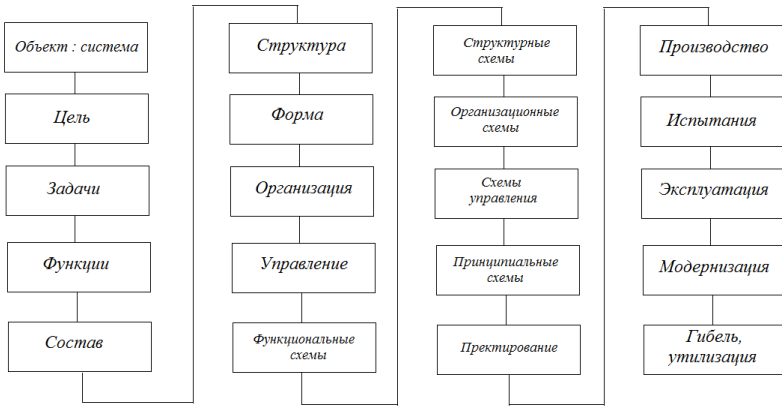 Объект : система
Цель
Задачи
Функции
Состав
Структура
Форма
Организация
Управление
Функциональные
схемы
Структурные
схемы
Организационные
схемы
Схемы
управления
Принципиальные
схемы
Пректирование
Производство
Испытания
Эксплуатация
Модернизация
Гибель,
утилизация